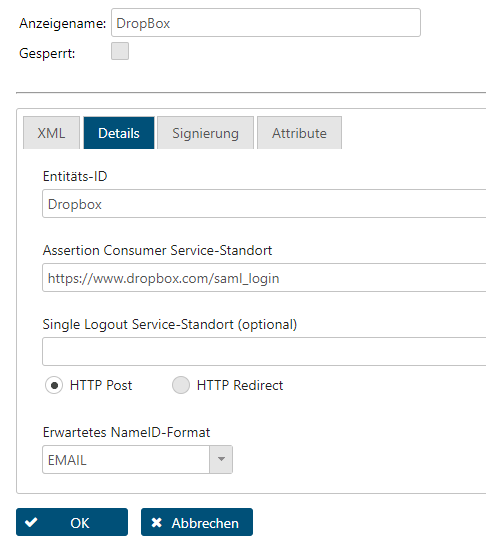 Anzeigename: DropBox
Gesperrt:
XML Details Signierung Attribute
Entitäts-ID
Dropbox
Assertion Consumer Service-Standort
https://www.dropbox.com/saml_login
Single Logout Service-Standort (optional)
HTTP Post HTTP Redirect
Erwartetes NameID-Format
EMAIL
OK Abbrechen